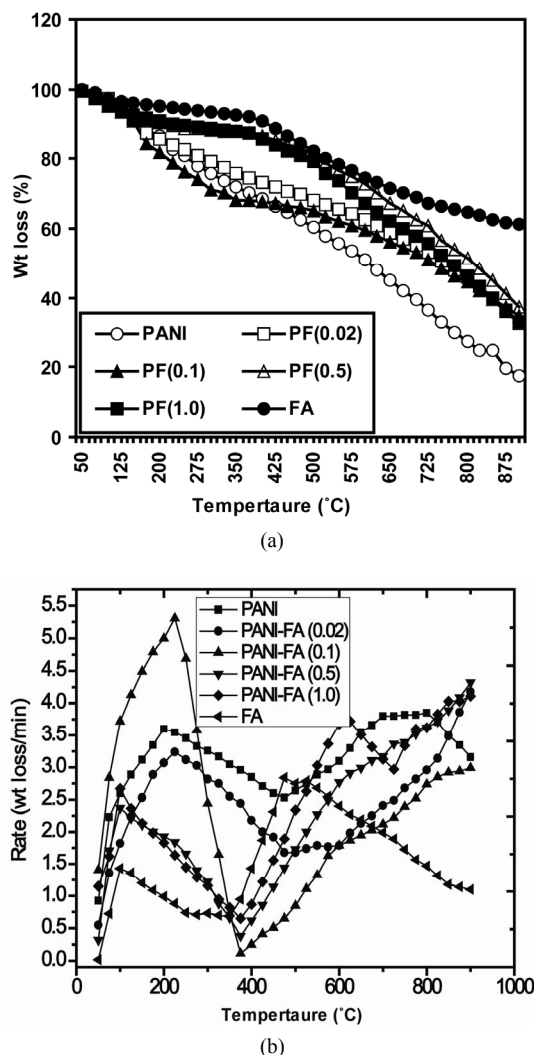 120
100
80
60
40
20
0
Wt loss (%)
PANI
PF(0.02)
PF(0.1)
PF(0.5)
PF(1.0)
FA
50
125
200
275
350
425
500
575
650
725
800
875
Tempertaure (˚C)
(a)
5.5
5.0
4.5
4.0
3.5
3.0
2.5
2.0
1.5
1.0
0.5
0.0
Rate (wt loss/min)
PANI
PANI-FA (0.02)
PANI-FA (0.1)
PANI-FA (0.5)
PANI-FA (1.0)
FA
0
200
400
600
800
1000
Tempertaure (˚C)
(b)